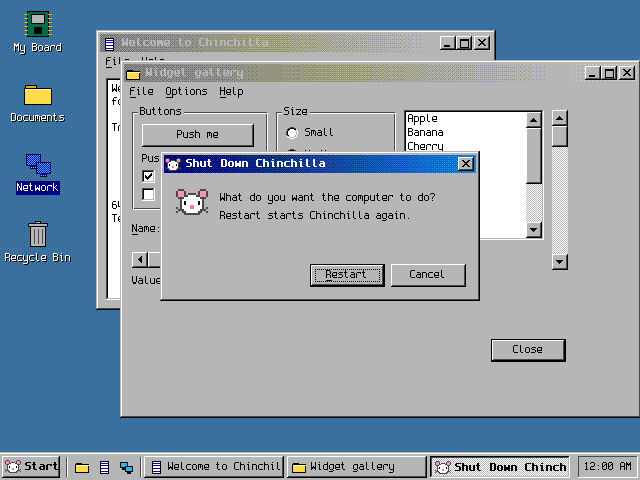 My Board
Documents
Network
Recycle Bin
Welcome to Chinchilla
File Help
Widget gallery
File Options Help
Buttons
Push me
Size
Small
Apple
Banana
Cherry
Name:
Value
Shut Down Chinchilla
What do you want the computer to do?
Restart starts Chinchilla again.
Restart
Cancel
Close
Start
Welcome to Chinchil
Widget gallery
Shut Down Chinch
12:00 AM